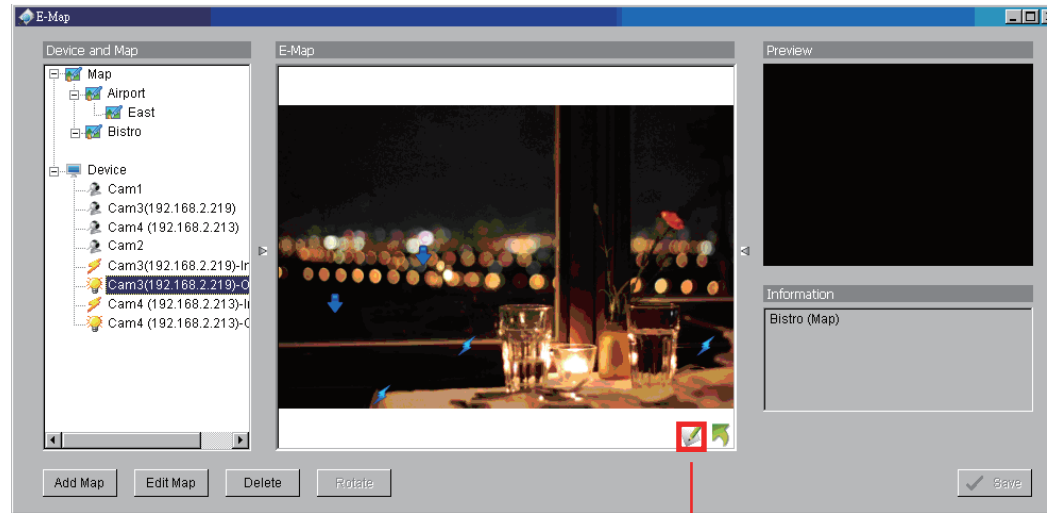 E-Map
Device and Map
Map
Airport
East
Bistro
Device
Cam1
Cam3(192.168.2.219)
Cam4 (192.168.2.213)
Cam2
Cam3(192.168.2.219)-Ir
Cam3(192.168.2.219)-O
Cam4 (192.168.2.213)-Ir
Cam4 (192.168.2.213)-C
E-Map
Preview
Information
Bistro (Map)
Add Map
Edit Map
Delete
Rotate
Save